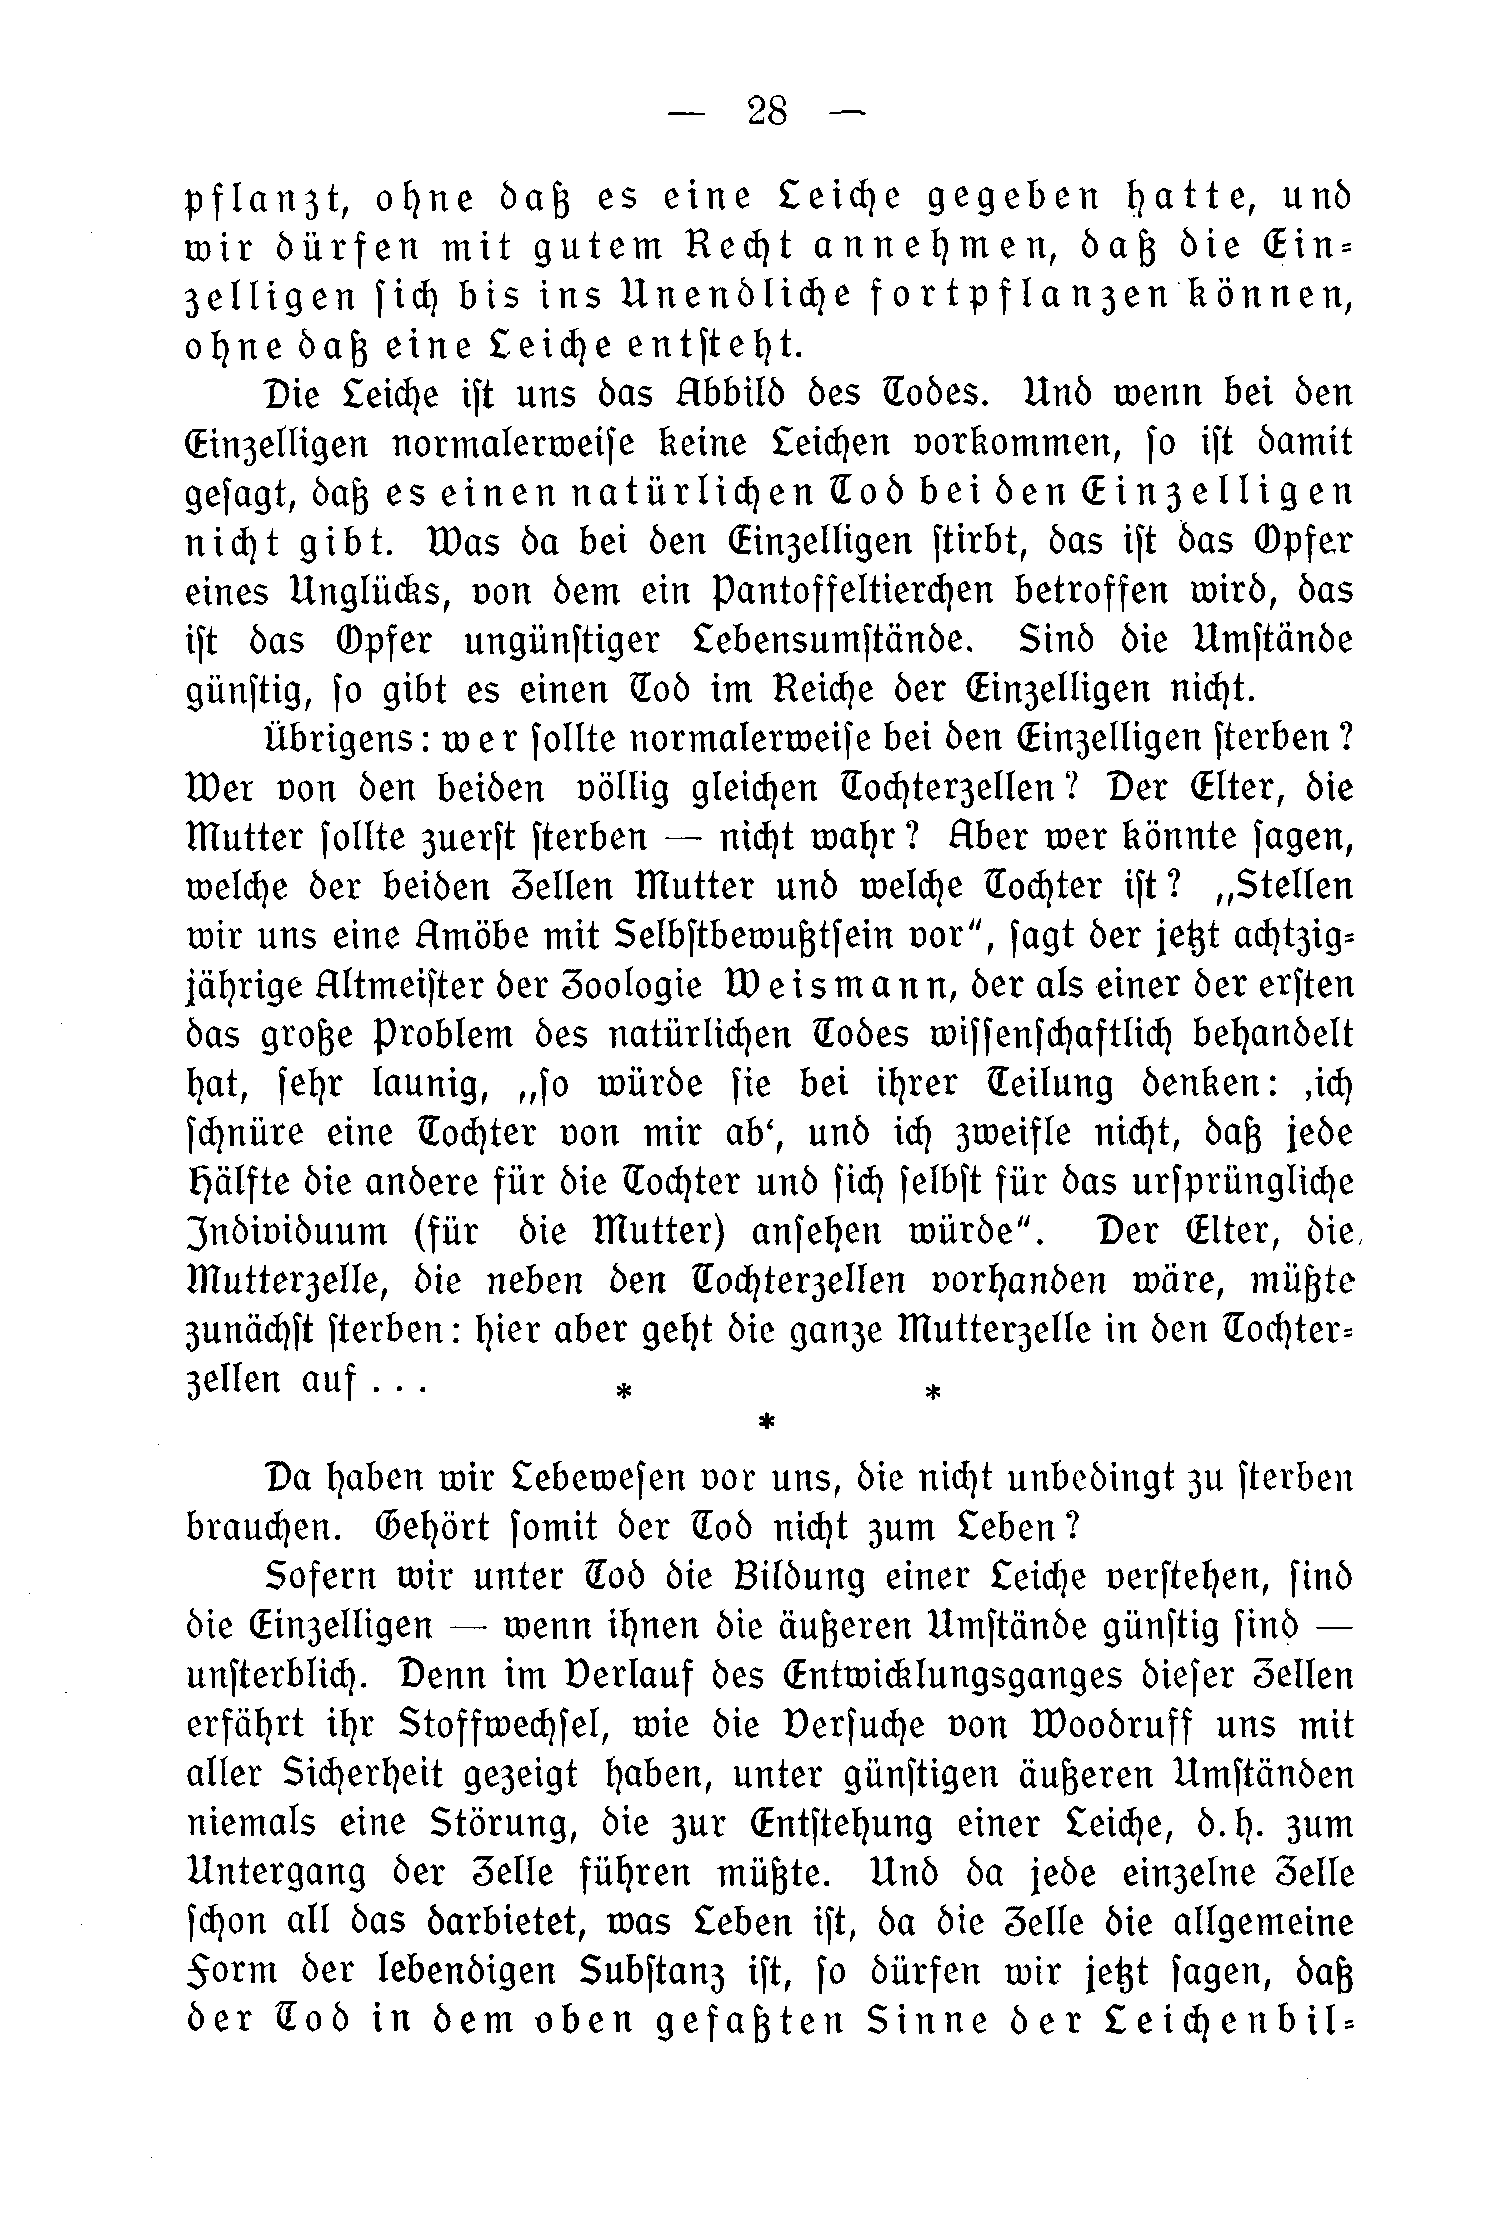 — 28 —
pflanzt, ohne daß es eine Leiche gegeben hatte, und
wir dürfen mit gutem Recht annehmen, daß die Ein-
zelligen ſich bis ins Unendliche fortpflanzen können,
ohne daß eine Leiche entſteht.
Die Leiche iſt uns das Abbild des Todes. Und wenn bei den
Einzelligen normalerweiſe keine Leichen vorkommen, ſo iſt damit
geſagt, daß es einen natürlichen Tod bei den Einzelligen
nicht gibt. Was da bei den Einzelligen ſtirbt, das iſt das Opfer
eines Unglücks, von dem ein Pantoffeltierchen betroffen wird, das
iſt das Opfer ungünſtiger Lebensumſtände. Sind die Umſtände
günſtig, ſo gibt es einen Tod im Reiche der Einzelligen nicht.
Übrigens: wer ſollte normalerweiſe bei den Einzelligen ſterben?
Wer von den beiden völlig gleichen Tochterzellen? Der Elter, die
Mutter ſollte zuerſt ſterben — nicht wahr? Aber wer könnte ſagen,
welche der beiden Zellen Mutter und welche Tochter iſt? „Stellen
wir uns eine Amöbe mit Selbſtbewußtſein vor“, ſagt der jetzt achtzig-
jährige Altmeiſter der Zoologie Weismann, der als einer der erſten
das große Problem des natürlichen Todes wiſſenſchaftlich behandelt
hat, ſehr launig, „ſo würde ſie bei ihrer Teilung denken: ‚ich
ſchnüre eine Tochter von mir ab‘, und ich zweifle nicht, daß jede
Hälfte die andere für die Tochter und ſich ſelbſt für das urſprüngliche
Individuum (für die Mutter) anſehen würde“. Der Elter, die
Mutterzelle, die neben den Tochterzellen vorhanden wäre, müßte
zunächſt ſterben: hier aber geht die ganze Mutterzelle in den Tochter-
zellen auf . . .
* *
*
Da haben wir Lebeweſen vor uns, die nicht unbedingt zu ſterben
brauchen. Gehört ſomit der Tod nicht zum Leben?
Sofern wir unter Tod die Bildung einer Leiche verſtehen, ſind
die Einzelligen — wenn ihnen die äußeren Umſtände günſtig ſind —
unſterblich. Denn im Verlauf des Entwicklungsganges dieſer Zellen
erfährt ihr Stoffwechſel, wie die Verſuche von Woodruff uns mit
aller Sicherheit gezeigt haben, unter günſtigen äußeren Umſtänden
niemals eine Störung, die zur Entſtehung einer Leiche, d. h. zum
Untergang der Zelle führen müßte. Und da jede einzelne Zelle
ſchon all das darbietet, was Leben iſt, da die Zelle die allgemeine
Form der lebendigen Subſtanz iſt, ſo dürfen wir jetzt ſagen, daß
der Tod in dem oben gefaßten Sinne der Leichenbil-